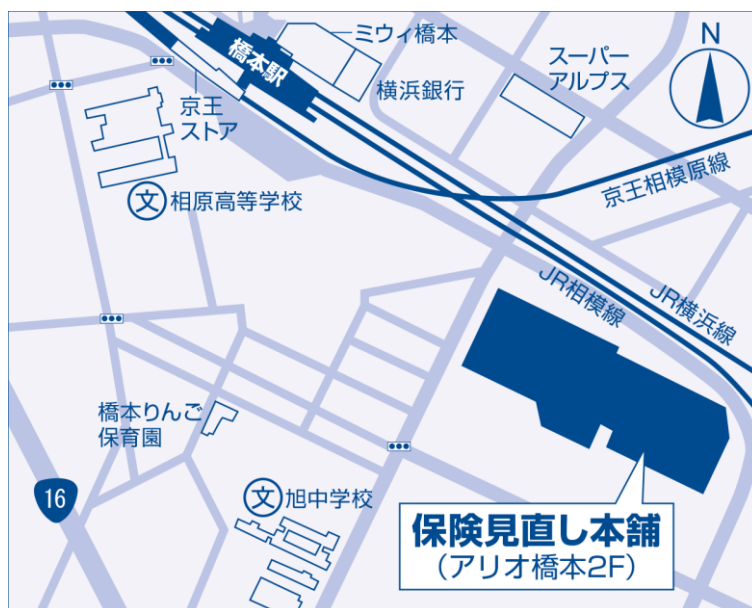 ミウィ橋本
橋本駅
横浜銀行
スーパー
アルプス
N
京王
ストア
京王相模原線
文 相原高等学校
JR相模線
JR横浜線
橋本りんご
保育園
16
文 旭中学校
保険見直し本舗
(アリオ橋本2F)